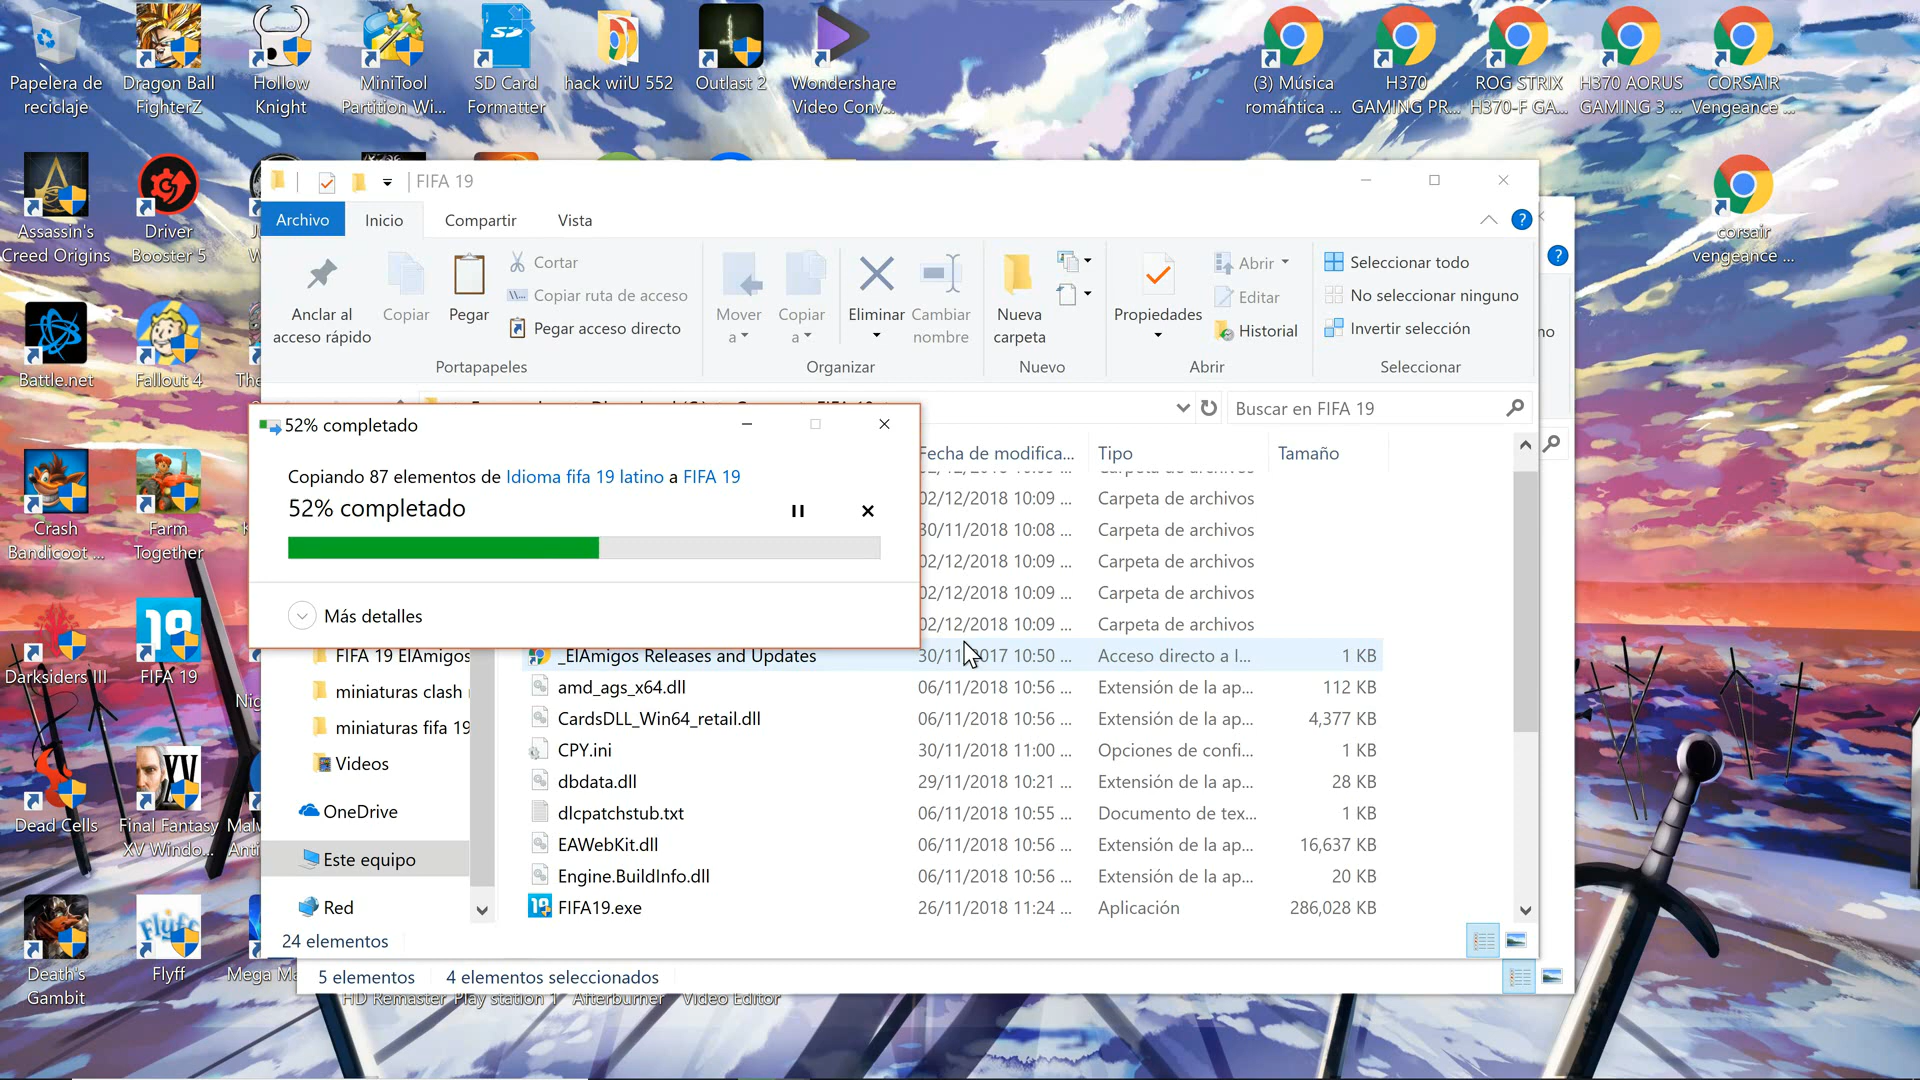 Papelera de
reciclaje
Dragon Ball
FighterZ
Hollow
Knight
MiniTool
Partition Wi...
SD Card
Formatter
hack wiiU 552
Outlast 2
Wondershare
Video Conv...
(3) Música
romántica ...
H370
GAMING PR...
ROG STRIX
H370-F GA...
H370 AORUS
GAMING 3 ...
CORSAIR
Vengeance ...
Assassin's
Creed Origins
Driver
Booster 5
corsair
vengeance ...
Battle.net
Fallout 4
Crash
Bandicoot ...
Farm
Together
Darksiders III
FIFA 19
Dead Cells
Final Fantasy
XV Windo...
Death's
Gambit
Flyff
FIFA 19
Archivo
Inicio
Compartir
Vista
Anclar al
acceso rápido
Copiar
Pegar
Cortar
Copiar ruta de acceso
Pegar acceso directo
Portapapeles
Mover
a
Copiar
a
Eliminar
Cambiar
nombre
Organizar
Nueva
carpeta
Nuevo
Propiedades
Abrir
Editar
Historial
Abrir
Seleccionar todo
No seleccionar ninguno
Invertir selección
Seleccionar
Buscar en FIFA 19
52% completado
Copiando 87 elementos de Idioma fifa 19 latino a FIFA 19
52% completado
Más detalles
Fecha de modifica... Tipo Tamaño
02/12/2018 10:09 ... Carpeta de archivos
30/11/2018 10:08 ... Carpeta de archivos
02/12/2018 10:09 ... Carpeta de archivos
02/12/2018 10:09 ... Carpeta de archivos
02/12/2018 10:09 ... Carpeta de archivos
_ElAmigos Releases and Updates 30/11/2017 10:50 ... Acceso directo a I... 1 KB
amd_ags_x64.dll 06/11/2018 10:56 ... Extensión de la ap... 112 KB
CardsDLL_Win64_retail.dll 06/11/2018 10:56 ... Extensión de la ap... 4,377 KB
CPY.ini 30/11/2018 11:00 ... Opciones de confi... 1 KB
dbdata.dll 29/11/2018 10:21 ... Extensión de la ap... 28 KB
dlcpatchstub.txt 06/11/2018 10:55 ... Documento de tex... 1 KB
EAWebKit.dll 06/11/2018 10:56 ... Extensión de la ap... 16,637 KB
Engine.BuildInfo.dll 06/11/2018 10:56 ... Extensión de la ap... 20 KB
FIFA19.exe 26/11/2018 11:24 ... Aplicación 286,028 KB
FIFA 19 ElAmigos
miniaturas clash
miniaturas fifa 19
Videos
OneDrive
Este equipo
Red
24 elementos
5 elementos 4 elementos seleccionados
HD Remaster Play station 1 Afterburner Video Editor